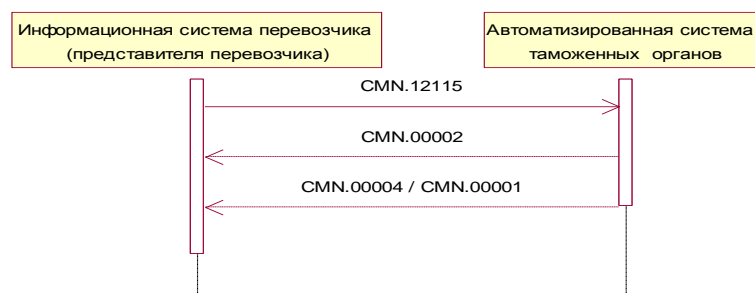 Информационная система перевозчика
(представителя перевозчика)
Автоматизированная система
таможенных органов
CMN.12115
CMN.00002
CMN.00004 / CMN.00001